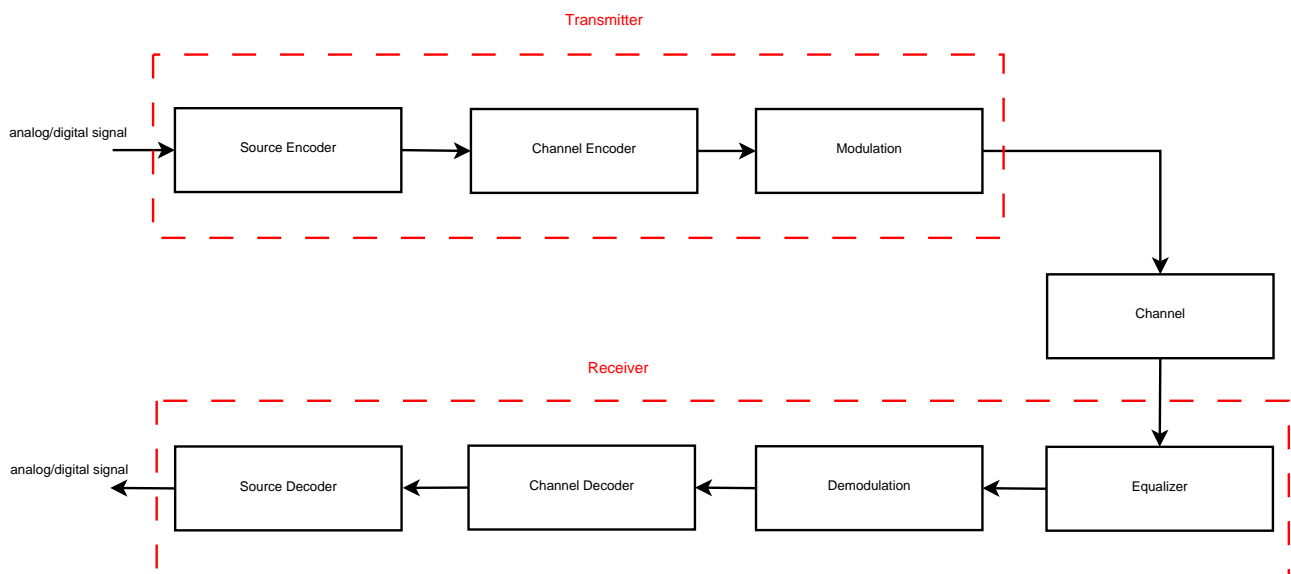 Transmitter
analog/digital signal
Source Encoder
Channel Encoder
Modulation
Channel
Receiver
analog/digital signal
Source Decoder
Channel Decoder
Demodulation
Equalizer